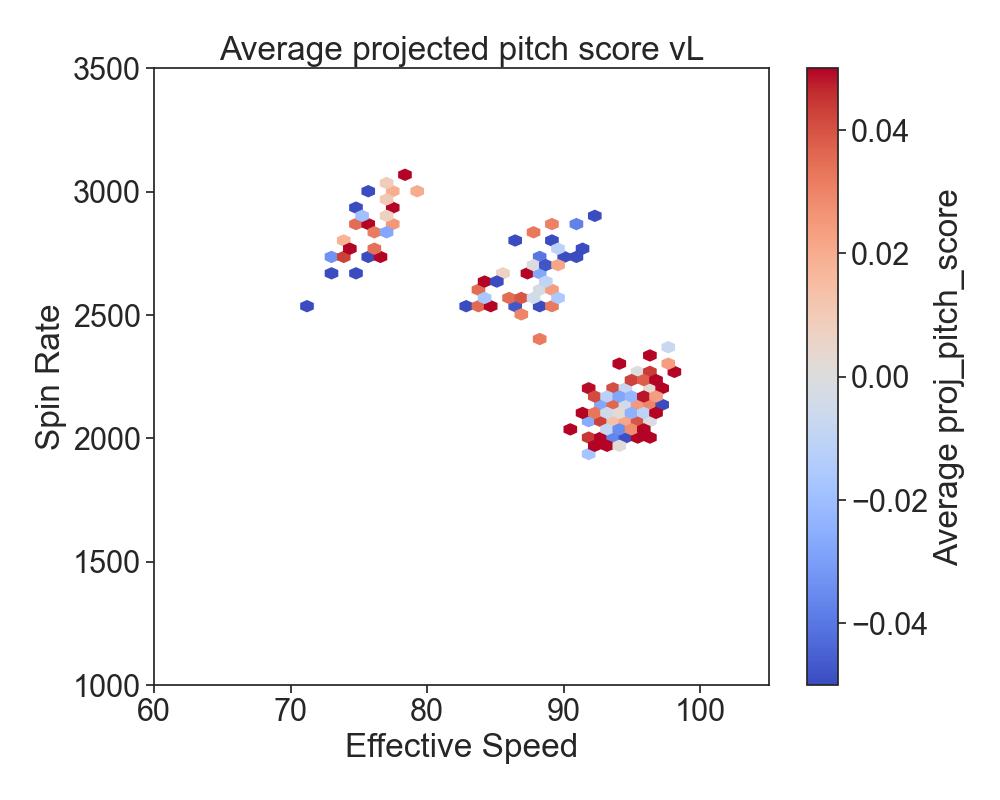 Average projected pitch score vL
3500
3000
2500
2000
1500
1000
Spin Rate
60 70 80 90 100
Effective Speed
0.04
0.02
0.00
−0.02
−0.04
Average proj_pitch_score